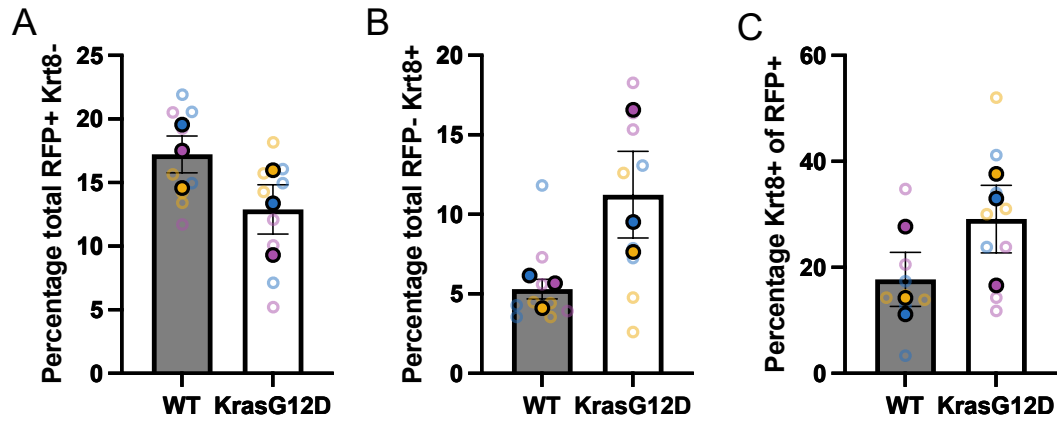 A
Percentage total RFP+ Krt8-
25
20
15
10
5
0
WT KrasG12D
B
Percentage total RFP- Krt8+
20
15
10
5
0
WT KrasG12D
C
Percentage Krt8+ of RFP+
60
40
20
0
WT KrasG12D